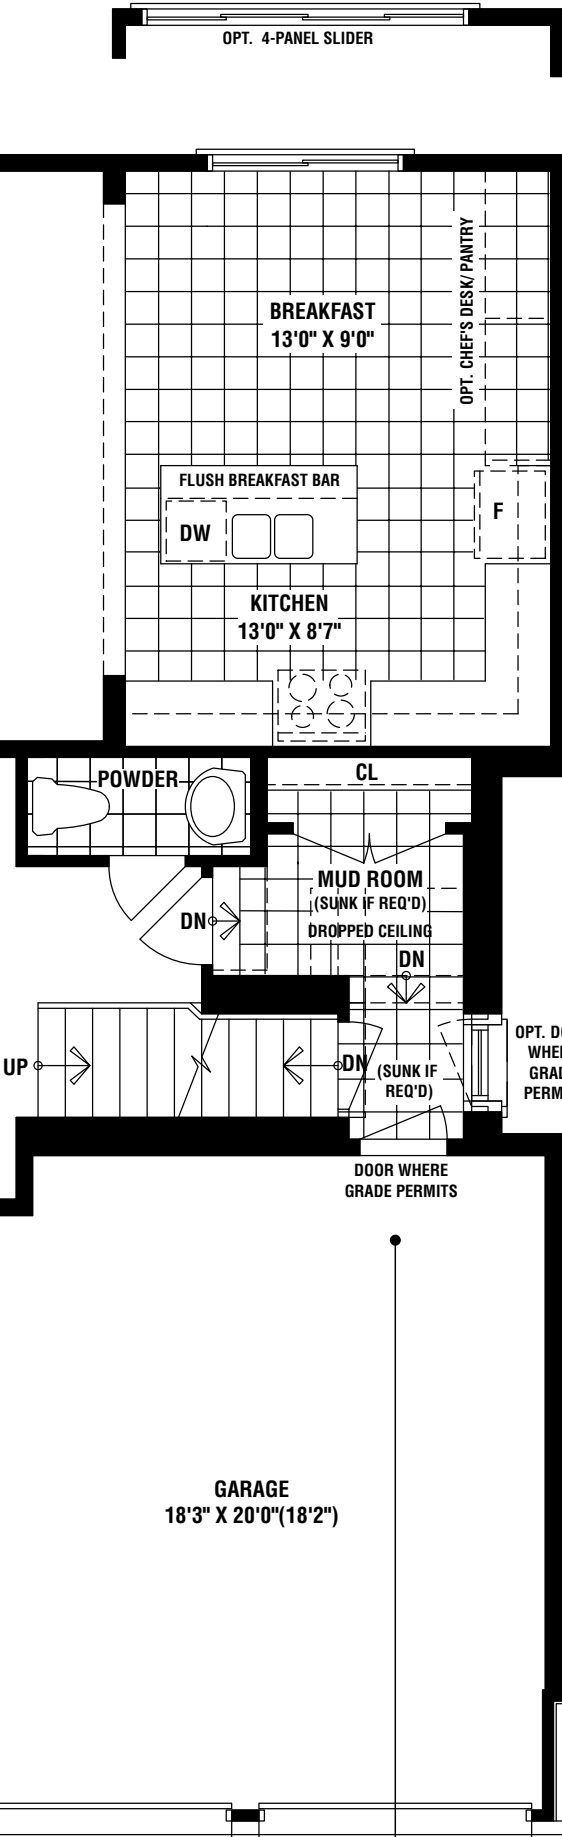 OPT. 4-PANEL SLIDER
BREAKFAST
13'0" X 9'0"
OPT. CHEF'S DESK/ PANTRY
FLUSH BREAKFAST BAR
DW
F
KITCHEN
13'0" X 8'7"
POWDER
CL
MUD ROOM
(SUNK IF REQ'D)
DROPPED CEILING
DN
DN
UP
DN
(SUNK IF
REQ'D)
OPT.
GARAGE
18'3" X 20'0"(18'2")
DOOR WHERE
GRADE PERMITS